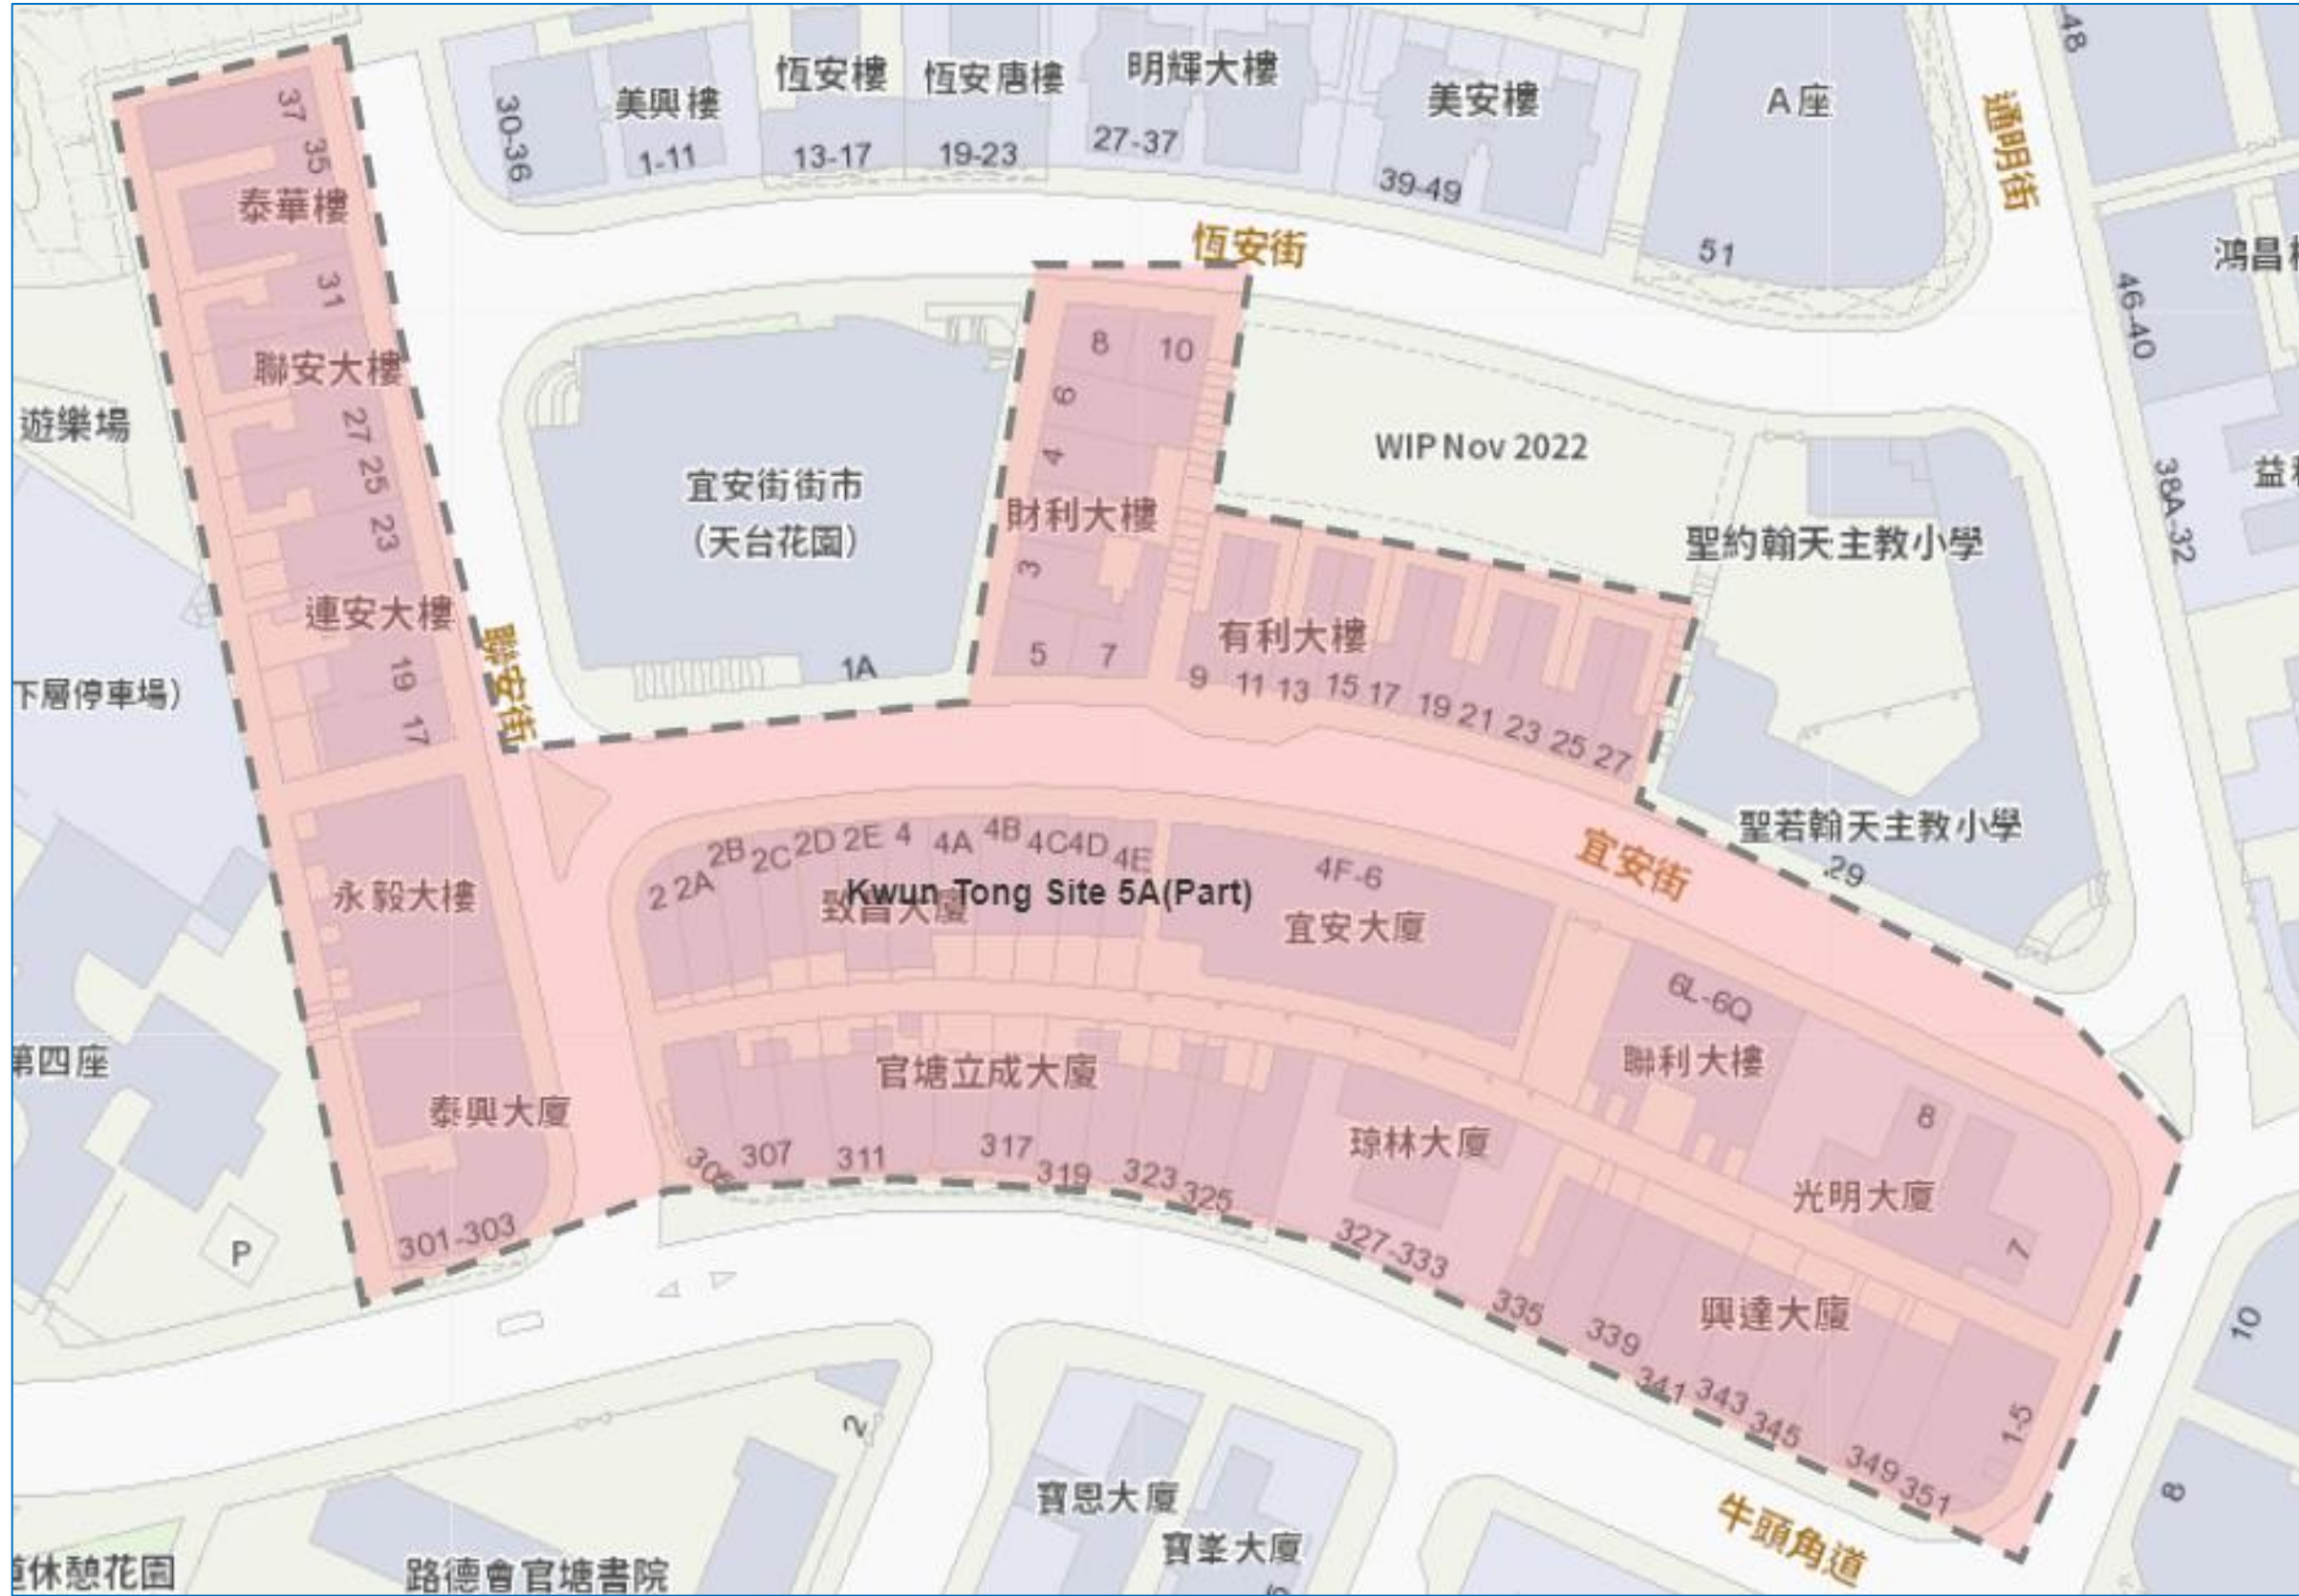 30-36
美興樓
1-11
恆安樓
13-17
恆安唐樓
19-23
明輝大樓
27-37
美安樓
39-49
A座
51
通明街
48
恆安街
37
35
泰華樓
31
聯安大樓
27
25
23
連安大樓
19
17
聯安街
遊樂場
宜安街街市
(天台花園)
1A
8
10
6
4
財利大樓
3
5
7
WIP Nov 2022
有利大樓
9
11
13
15
17
19
21
23
25
27
聖約翰天主教小學
聖若翰天主教小學
29
46-40
38A-32
下層停車場)
永毅大樓
2
2A
2B
2C
2D
2E
4
4A
4B
4C
4D
4E
致昌大廈
Kwun Tong Site 5A(Part)
4F-6
宜安大廈
宜安街
6L-6Q
聯利大樓
8
光明大廈
7
第四座
泰興大廈
301-303
P
官塘立成大廈
305
307
311
317
319
323
325
琼林大廈
327-333
335
339
341
343
345
349
351
興達大廈
1-5
10
8
2
寶恩大廈
寶峯大廈
牛頭角道
休憩花園
路德會官塘書院